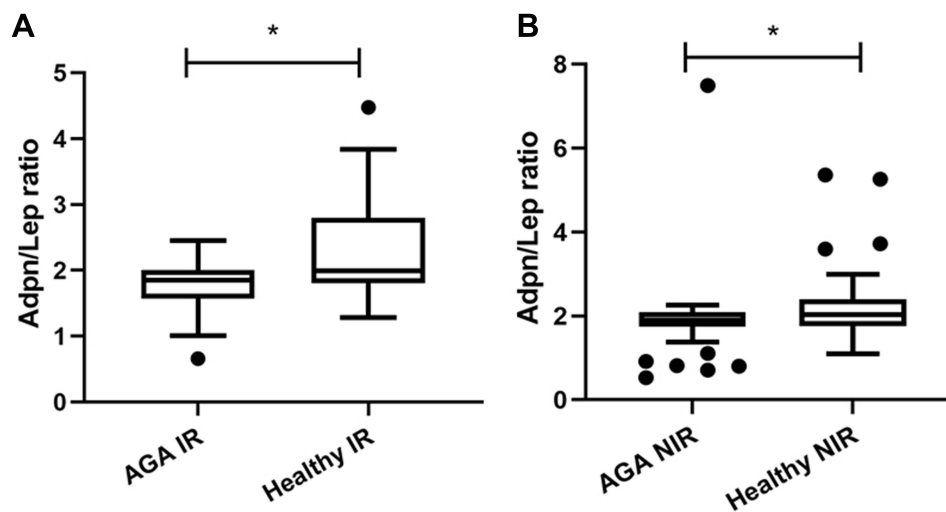 A
*
5
4
3
2
1
0
Adpn/Lep ratio
AGA IR
Healthy IR
B
*
8
6
4
2
0
Adpn/Lep ratio
AGA NIR
Healthy NIR